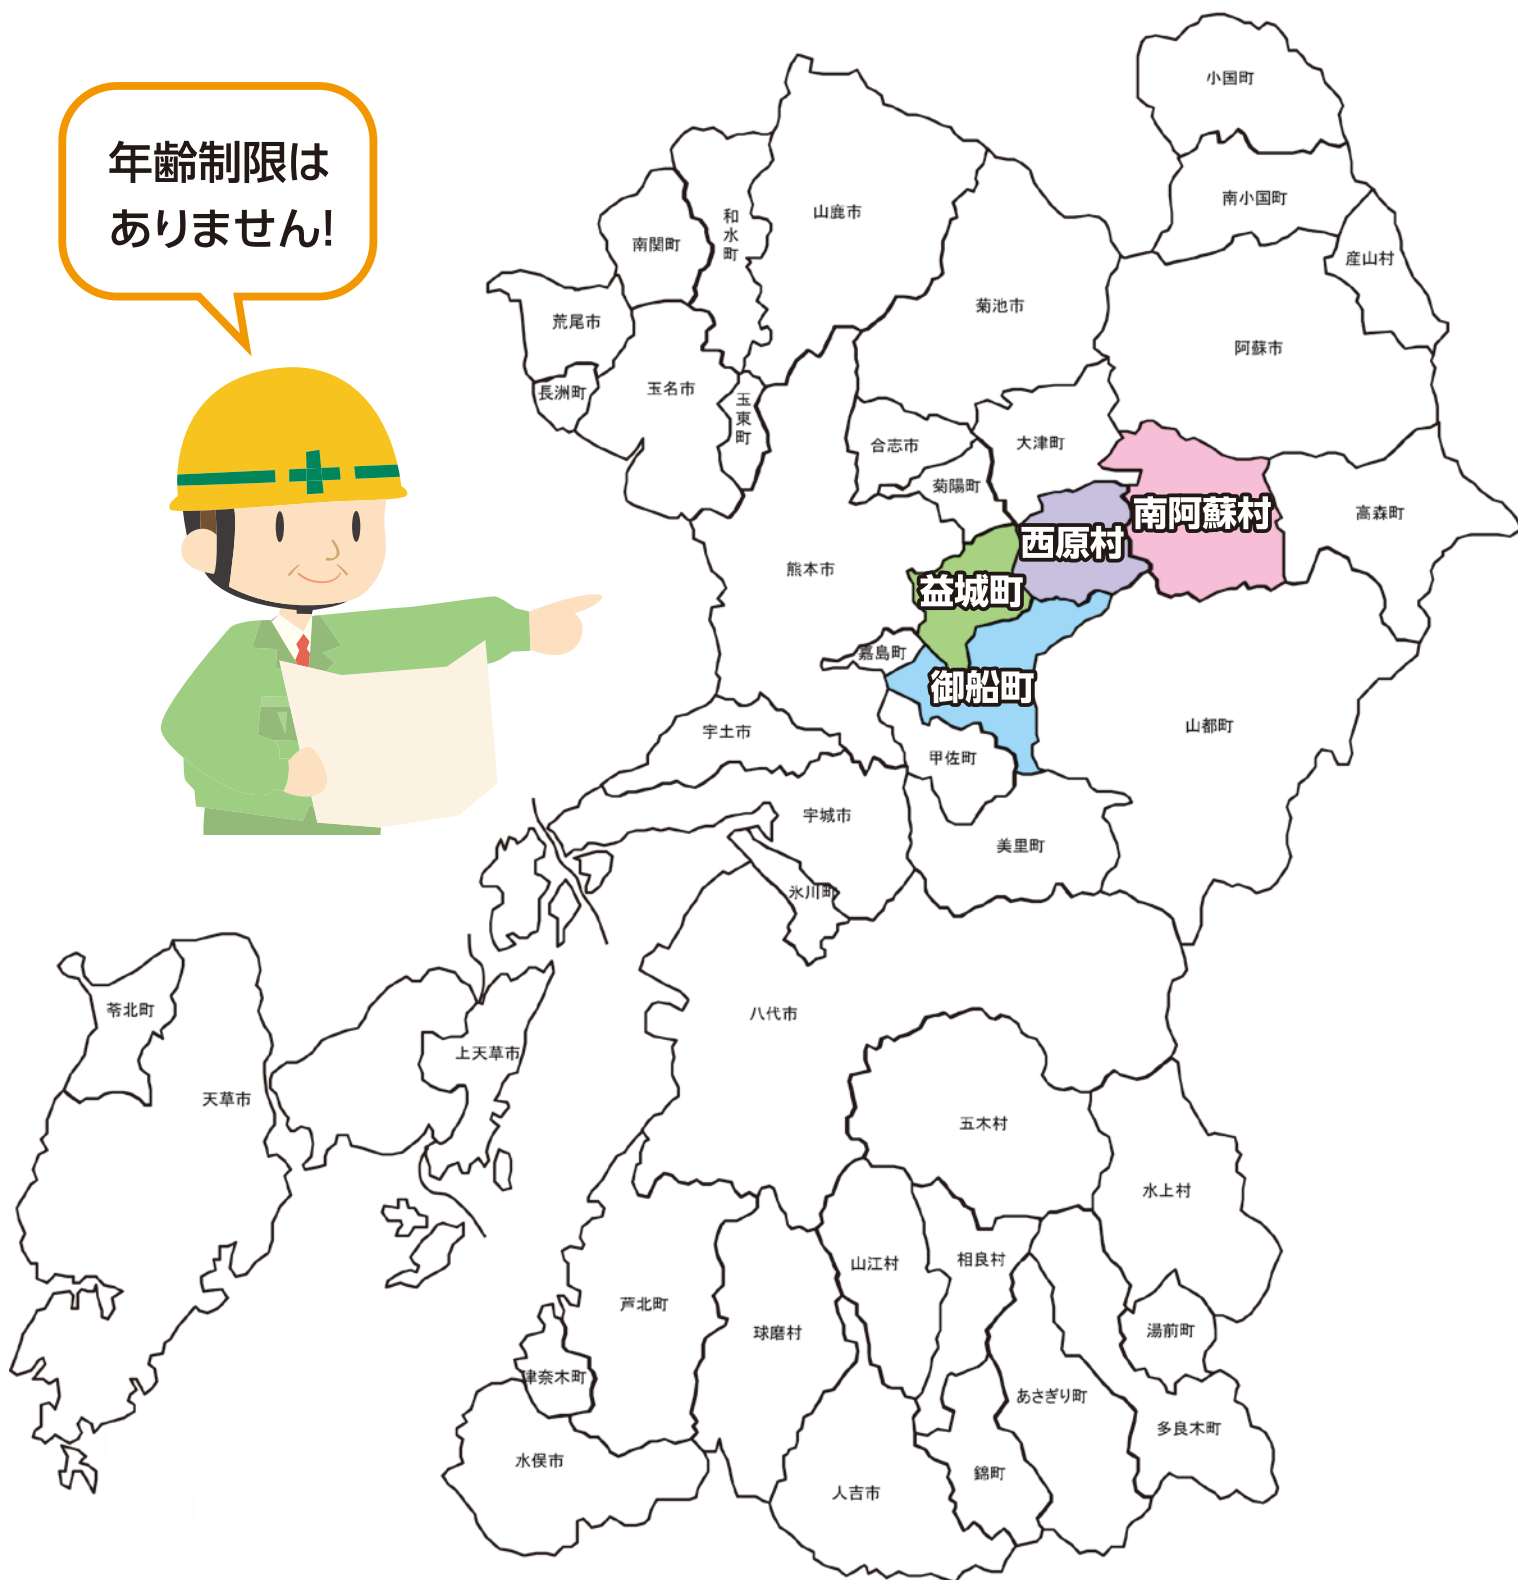 年齢制限は
ありません!
小国町
南小国町
産山村
山鹿市
和水町
南関町
菊池市
荒尾市
阿蘇市
長洲町
玉名市
玉東町
合志市
大津町
菊陽町
南阿蘇村
高森町
西原村
熊本市
益城町
嘉島町
御船町
山都町
宇土市
甲佐町
宇城市
美里町
氷川町
苓北町
八代市
上天草市
天草市
五木村
水上村
山江村
相良村
芦北町
球磨村
湯前町
津奈木町
あさぎり町
多良木町
水俣市
錦町
人吉市